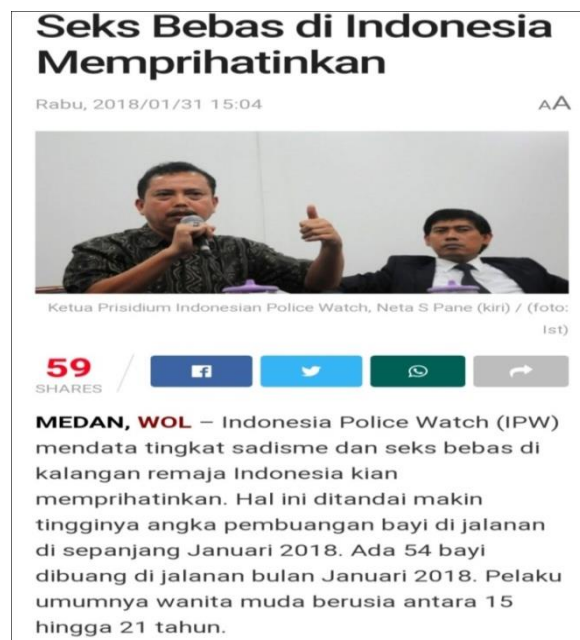 Seks Bebas di Indonesia
Memprihatinkan
Rabu, 2018/01/31 15:04
AA
Ketua Prisidium Indonesian Police Watch, Neta S Pane (kiri) / (foto:
Ist)
59
SHARES
MEDAN, WOL – Indonesia Police Watch (IPW)
mendata tingkat sadisme dan seks bebas di
kalangan remaja Indonesia kian
memprihatinkan. Hal ini ditandai makin
tingginya angka pembuangan bayi di jalanan
di sepanjang Januari 2018. Ada 54 bayi
dibuang di jalanan bulan Januari 2018. Pelaku
umumnya wanita muda berusia antara 15
hingga 21 tahun.